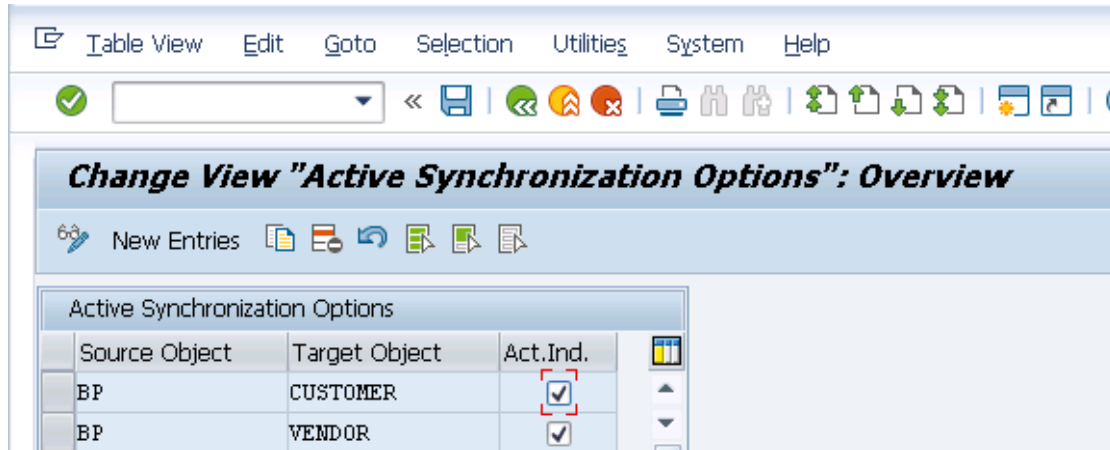 Table View Edit Goto Selection Utilities System Help
Change View "Active Synchronization Options": Overview
New Entries
Active Synchronization Options
Source Object Target Object Act.Ind.
BP CUSTOMER
BP VENDOR